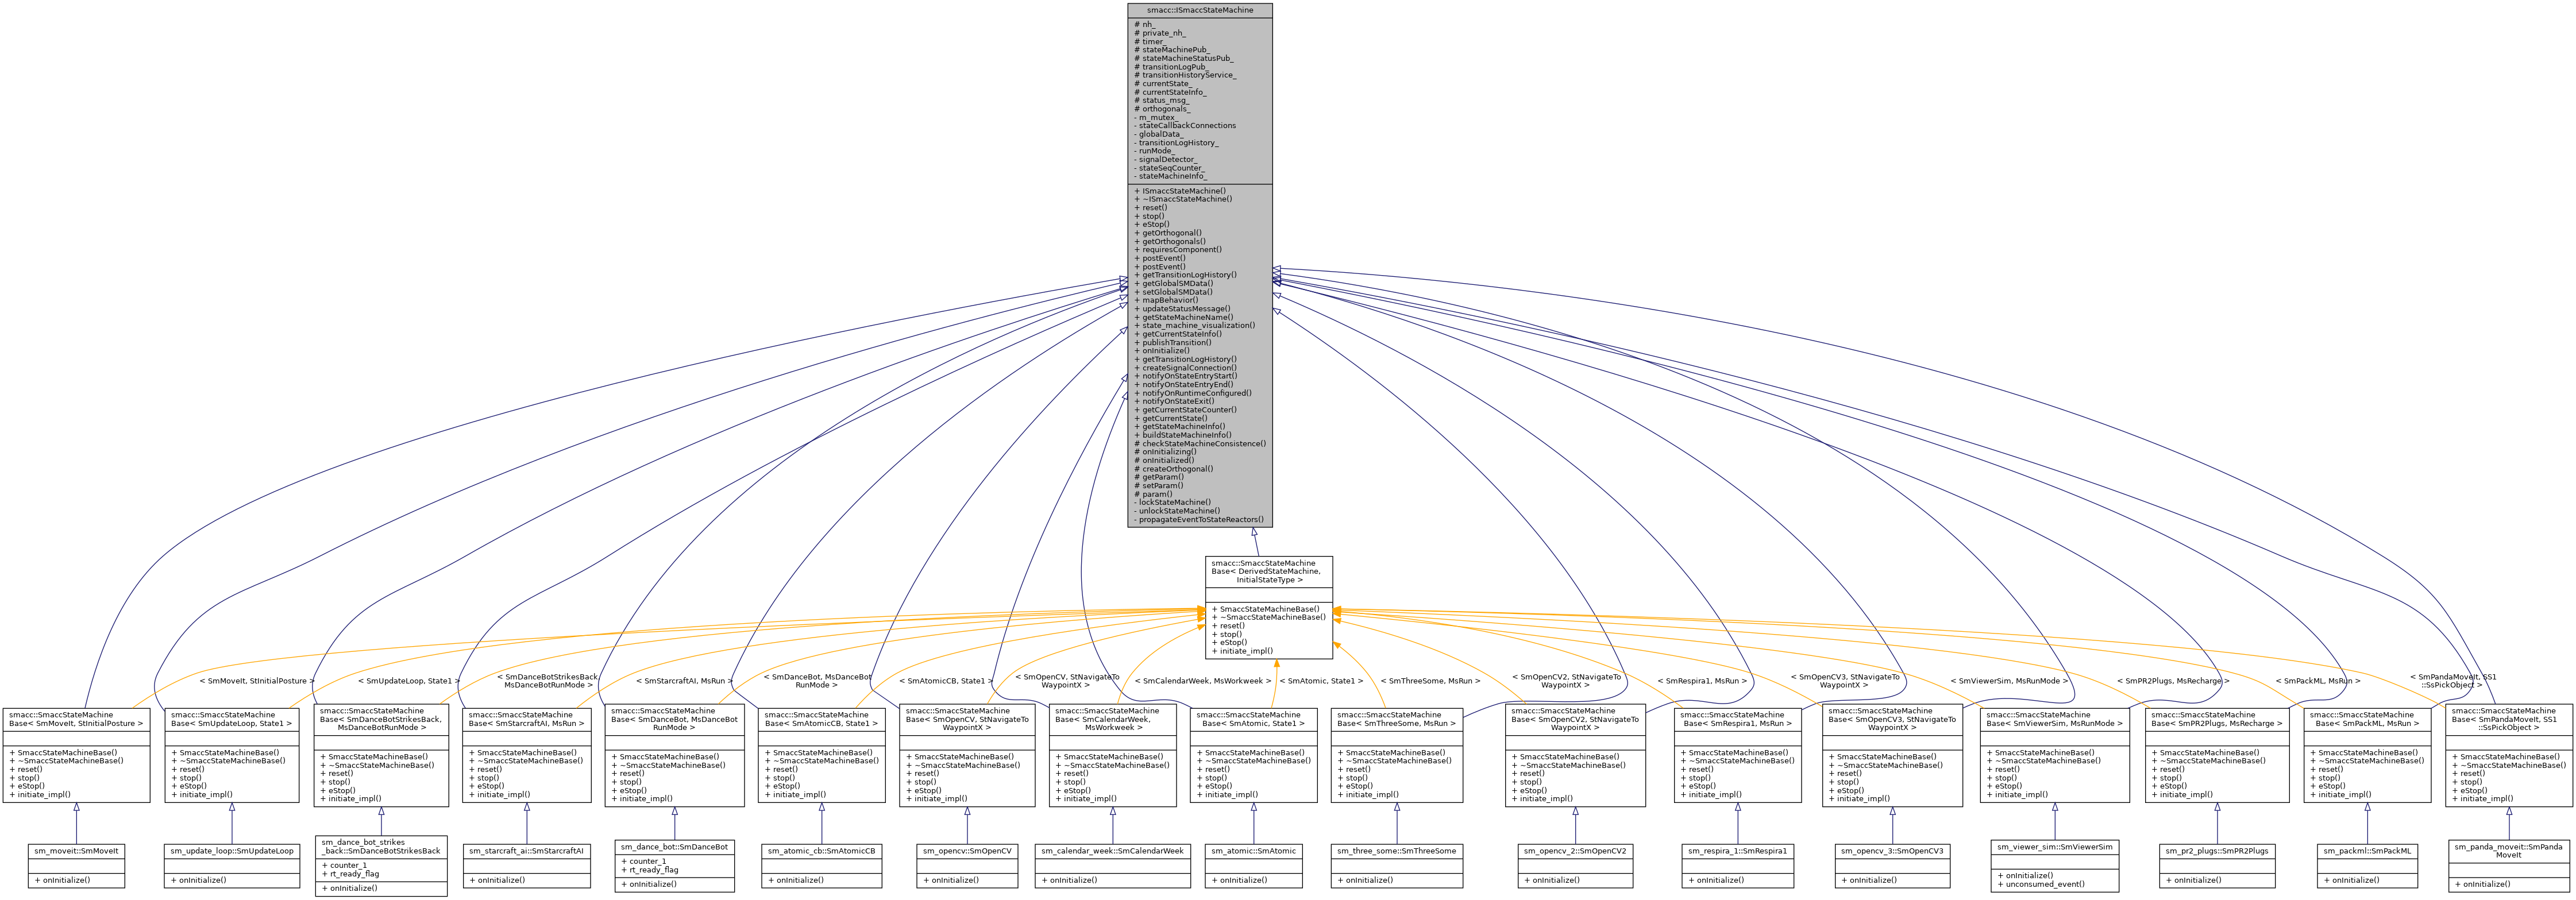 smacc::ISmaccStateMachine
# nh_
# private_nh_
# timer_
# stateMachinePub_
# stateMachineStatusPub_
# transitionLogPub_
# transitionHistoryService_
# currentState_
# currentStateInfo_
# status_msg_
# orthogonals_
- m_mutex_
- stateCallbackConnections
- globalData_
- transitionLogHistory_
- runMode_
- signalDetector_
- stateSeqCounter_
- stateMachineInfo_
+ ISmaccStateMachine()
+ ~ISmaccStateMachine()
+ reset()
+ stop()
+ eStop()
+ getOrthogonal()
+ getOrthogonals()
+ requiresComponent()
+ postEvent()
+ postEvent()
+ getTransitionLogHistory()
+ getGlobalSMData()
+ setGlobalSMData()
+ mapBehavior()
+ updateStatusMessage()
+ getStateMachineName()
+ state_machine_visualization()
+ getCurrentStateInfo()
+ publishTransition()
+ onInitialize()
+ getTransitionLogHistory()
+ createSignalConnection()
+ notifyOnStateEntryStart()
+ notifyOnStateEntryEnd()
+ notifyOnRuntimeConfigured()
+ notifyOnStateExit()
+ getCurrentStateCounter()
+ getCurrentState()
+ getStateMachineInfo()
+ buildStateMachineInfo()
# checkStateMachineConsistence()
# onInitializing()
# onInitialized()
# createOrthogonal()
# getParam()
# setParam()
# param()
- lockStateMachine()
- unlockStateMachine()
- propagateEventToStateReactors()
smacc::SmaccStateMachine
Base< DerivedStateMachine,
InitialStateType >
+ SmaccStateMachineBase()
+ ~SmaccStateMachineBase()
+ reset()
+ stop()
+ eStop()
+ initiate_impl()
< SmMoveIt, StInitialPosture >
< SmUpdateLoop, State1 >
< SmDanceBotStrikesBack,
MsDanceBotRunMode >
< SmStarcraftAI, MsRun >
< SmDanceBot, MsDanceBot
RunMode >
< SmAtomicCB, State1 >
< SmOpenCV, StNavigateTo
WaypointX >
< SmCalendarWeek, MsWorkweek >
< SmAtomic, State1 >
< SmThreeSome, MsRun >
< SmOpenCV2, StNavigateTo
WaypointX >
< SmRespira1, MsRun >
< SmOpenCV3, StNavigateTo
WaypointX >
< SmViewerSim, MsRunMode >
< SmPR2Plugs, MsRecharge >
< SmPackML, MsRun >
< SmPandaMoveIt, SS1
::SsPickObject >
smacc::SmaccStateMachine
Base< SmMoveIt, StInitialPosture >
+ SmaccStateMachineBase()
+ ~SmaccStateMachineBase()
+ reset()
+ stop()
+ eStop()
+ initiate_impl()
smacc::SmaccStateMachine
Base< SmUpdateLoop, State1 >
+ SmaccStateMachineBase()
+ ~SmaccStateMachineBase()
+ reset()
+ stop()
+ eStop()
+ initiate_impl()
smacc::SmaccStateMachine
Base< SmDanceBotStrikesBack,
MsDanceBotRunMode >
+ SmaccStateMachineBase()
+ ~SmaccStateMachineBase()
+ reset()
+ stop()
+ eStop()
+ initiate_impl()
smacc::SmaccStateMachine
Base< SmStarcraftAI, MsRun >
+ SmaccStateMachineBase()
+ ~SmaccStateMachineBase()
+ reset()
+ stop()
+ eStop()
+ initiate_impl()
smacc::SmaccStateMachine
Base< SmDanceBot, MsDanceBot
RunMode >
+ SmaccStateMachineBase()
+ ~SmaccStateMachineBase()
+ reset()
+ stop()
+ eStop()
+ initiate_impl()
smacc::SmaccStateMachine
Base< SmAtomicCB, State1 >
+ SmaccStateMachineBase()
+ ~SmaccStateMachineBase()
+ reset()
+ stop()
+ eStop()
+ initiate_impl()
smacc::SmaccStateMachine
Base< SmOpenCV, StNavigateTo
WaypointX >
+ SmaccStateMachineBase()
+ ~SmaccStateMachineBase()
+ reset()
+ stop()
+ eStop()
+ initiate_impl()
smacc::SmaccStateMachine
Base< SmCalendarWeek,
MsWorkweek >
+ SmaccStateMachineBase()
+ ~SmaccStateMachineBase()
+ reset()
+ stop()
+ eStop()
+ initiate_impl()
smacc::SmaccStateMachine
Base< SmAtomic, State1 >
+ SmaccStateMachineBase()
+ ~SmaccStateMachineBase()
+ reset()
+ stop()
+ eStop()
+ initiate_impl()
smacc::SmaccStateMachine
Base< SmThreeSome, MsRun >
+ SmaccStateMachineBase()
+ ~SmaccStateMachineBase()
+ reset()
+ stop()
+ eStop()
+ initiate_impl()
smacc::SmaccStateMachine
Base< SmOpenCV2, StNavigateTo
WaypointX >
+ SmaccStateMachineBase()
+ ~SmaccStateMachineBase()
+ reset()
+ stop()
+ eStop()
+ initiate_impl()
smacc::SmaccStateMachine
Base< SmRespira1, MsRun >
+ SmaccStateMachineBase()
+ ~SmaccStateMachineBase()
+ reset()
+ stop()
+ eStop()
+ initiate_impl()
smacc::SmaccStateMachine
Base< SmOpenCV3, StNavigateTo
WaypointX >
+ SmaccStateMachineBase()
+ ~SmaccStateMachineBase()
+ reset()
+ stop()
+ eStop()
+ initiate_impl()
smacc::SmaccStateMachine
Base< SmViewerSim, MsRunMode >
+ SmaccStateMachineBase()
+ ~SmaccStateMachineBase()
+ reset()
+ stop()
+ eStop()
+ initiate_impl()
smacc::SmaccStateMachine
Base< SmPR2Plugs, MsRecharge >
+ SmaccStateMachineBase()
+ ~SmaccStateMachineBase()
+ reset()
+ stop()
+ eStop()
+ initiate_impl()
smacc::SmaccStateMachine
Base< SmPackML, MsRun >
+ SmaccStateMachineBase()
+ ~SmaccStateMachineBase()
+ reset()
+ stop()
+ eStop()
+ initiate_impl()
smacc::SmaccStateMachine
Base< SmPandaMoveIt, SS1
::SsPickObject >
+ SmaccStateMachineBase()
+ ~SmaccStateMachineBase()
+ reset()
+ stop()
+ eStop()
+ initiate_impl()
sm_moveit::SmMoveIt
+ onInitialize()
sm_update_loop::SmUpdateLoop
+ onInitialize()
sm_dance_bot_strikes
_back::SmDanceBotStrikesBack
+ counter_1
+ rt_ready_flag
+ onInitialize()
sm_starcraft_ai::SmStarcraftAI
+ onInitialize()
sm_dance_bot::SmDanceBot
+ counter_1
+ rt_ready_flag
+ onInitialize()
sm_atomic_cb::SmAtomicCB
+ onInitialize()
sm_opencv::SmOpenCV
+ onInitialize()
sm_calendar_week::SmCalendarWeek
+ onInitialize()
sm_atomic::SmAtomic
+ onInitialize()
sm_three_some::SmThreeSome
+ onInitialize()
sm_opencv_2::SmOpenCV2
+ onInitialize()
sm_respira_1::SmRespira1
+ onInitialize()
sm_opencv_3::SmOpenCV3
+ onInitialize()
sm_viewer_sim::SmViewerSim
+ onInitialize()
+ unconsumed_event()
sm_pr2_plugs::SmPR2Plugs
+ onInitialize()
sm_packml::SmPackML
+ onInitialize()
sm_panda_moveit::SmPanda
MoveIt
+ onInitialize()